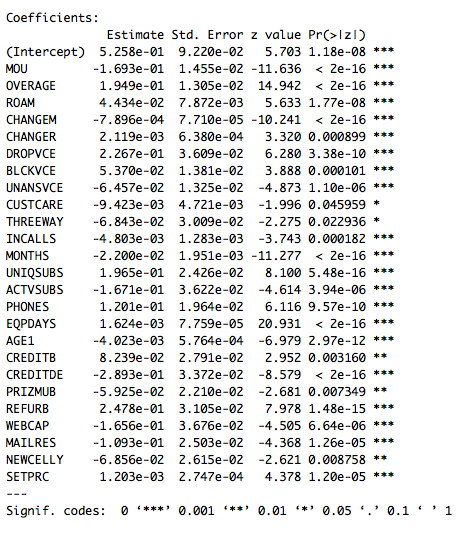 Coefficients:
              Estimate Std. Error z value Pr(>|z|)
(Intercept)  5.258e-01  9.220e-02   5.703 1.18e-08 ***
MOU         -1.693e-01  1.455e-02 -11.636  < 2e-16 ***
OVERAGE      1.949e-01  1.305e-02  14.942  < 2e-16 ***
ROAM         4.434e-02  7.872e-03   5.633 1.77e-08 ***
CHANGEM     -7.896e-04  7.710e-05 -10.241  < 2e-16 ***
CHANGER      2.119e-03  6.380e-04   3.320 0.000899 ***
DROPVCE      2.267e-01  3.609e-02   6.280 3.38e-10 ***
BLCKVCE      5.370e-02  1.381e-02   3.888 0.000101 ***
UNANSVCE    -6.457e-02  1.325e-02  -4.873 1.10e-06 ***
CUSTCARE    -9.423e-03  4.721e-03  -1.996 0.045959 *
THREEWAY    -6.843e-02  3.009e-02  -2.275 0.022936 *
INCALLS     -4.803e-03  1.283e-03  -3.743 0.000182 ***
MONTHS      -2.200e-02  1.951e-03 -11.277  < 2e-16 ***
UNIQSUBS     1.965e-01  2.426e-02   8.100 5.48e-16 ***
ACTVSUBS    -1.671e-01  3.622e-02  -4.614 3.94e-06 ***
PHONES       1.201e-01  1.964e-02   6.116 9.57e-10 ***
EQPDAYS      1.624e-03  7.759e-05  20.931  < 2e-16 ***
AGE1        -4.023e-03  5.764e-04  -6.979 2.97e-12 ***
CREDITB      8.239e-02  2.791e-02   2.952 0.003160 **
CREDITDE    -2.893e-01  3.372e-02  -8.579  < 2e-16 ***
PRIZMUB     -5.925e-02  2.210e-02  -2.681 0.007349 **
REFURB       2.478e-01  3.105e-02   7.978 1.48e-15 ***
WEBCAP      -1.656e-01  3.676e-02  -4.505 6.64e-06 ***
MAILRES     -1.093e-01  2.503e-02  -4.368 1.26e-05 ***
NEWCELLY    -6.856e-02  2.615e-02  -2.621 0.008758 **
SETPRC       1.203e-03  2.747e-04   4.378 1.20e-05 ***
---
Signif. codes:  0 ‘***’ 0.001 ‘**’ 0.01 ‘*’ 0.05 ‘.’ 0.1 ‘ ’ 1